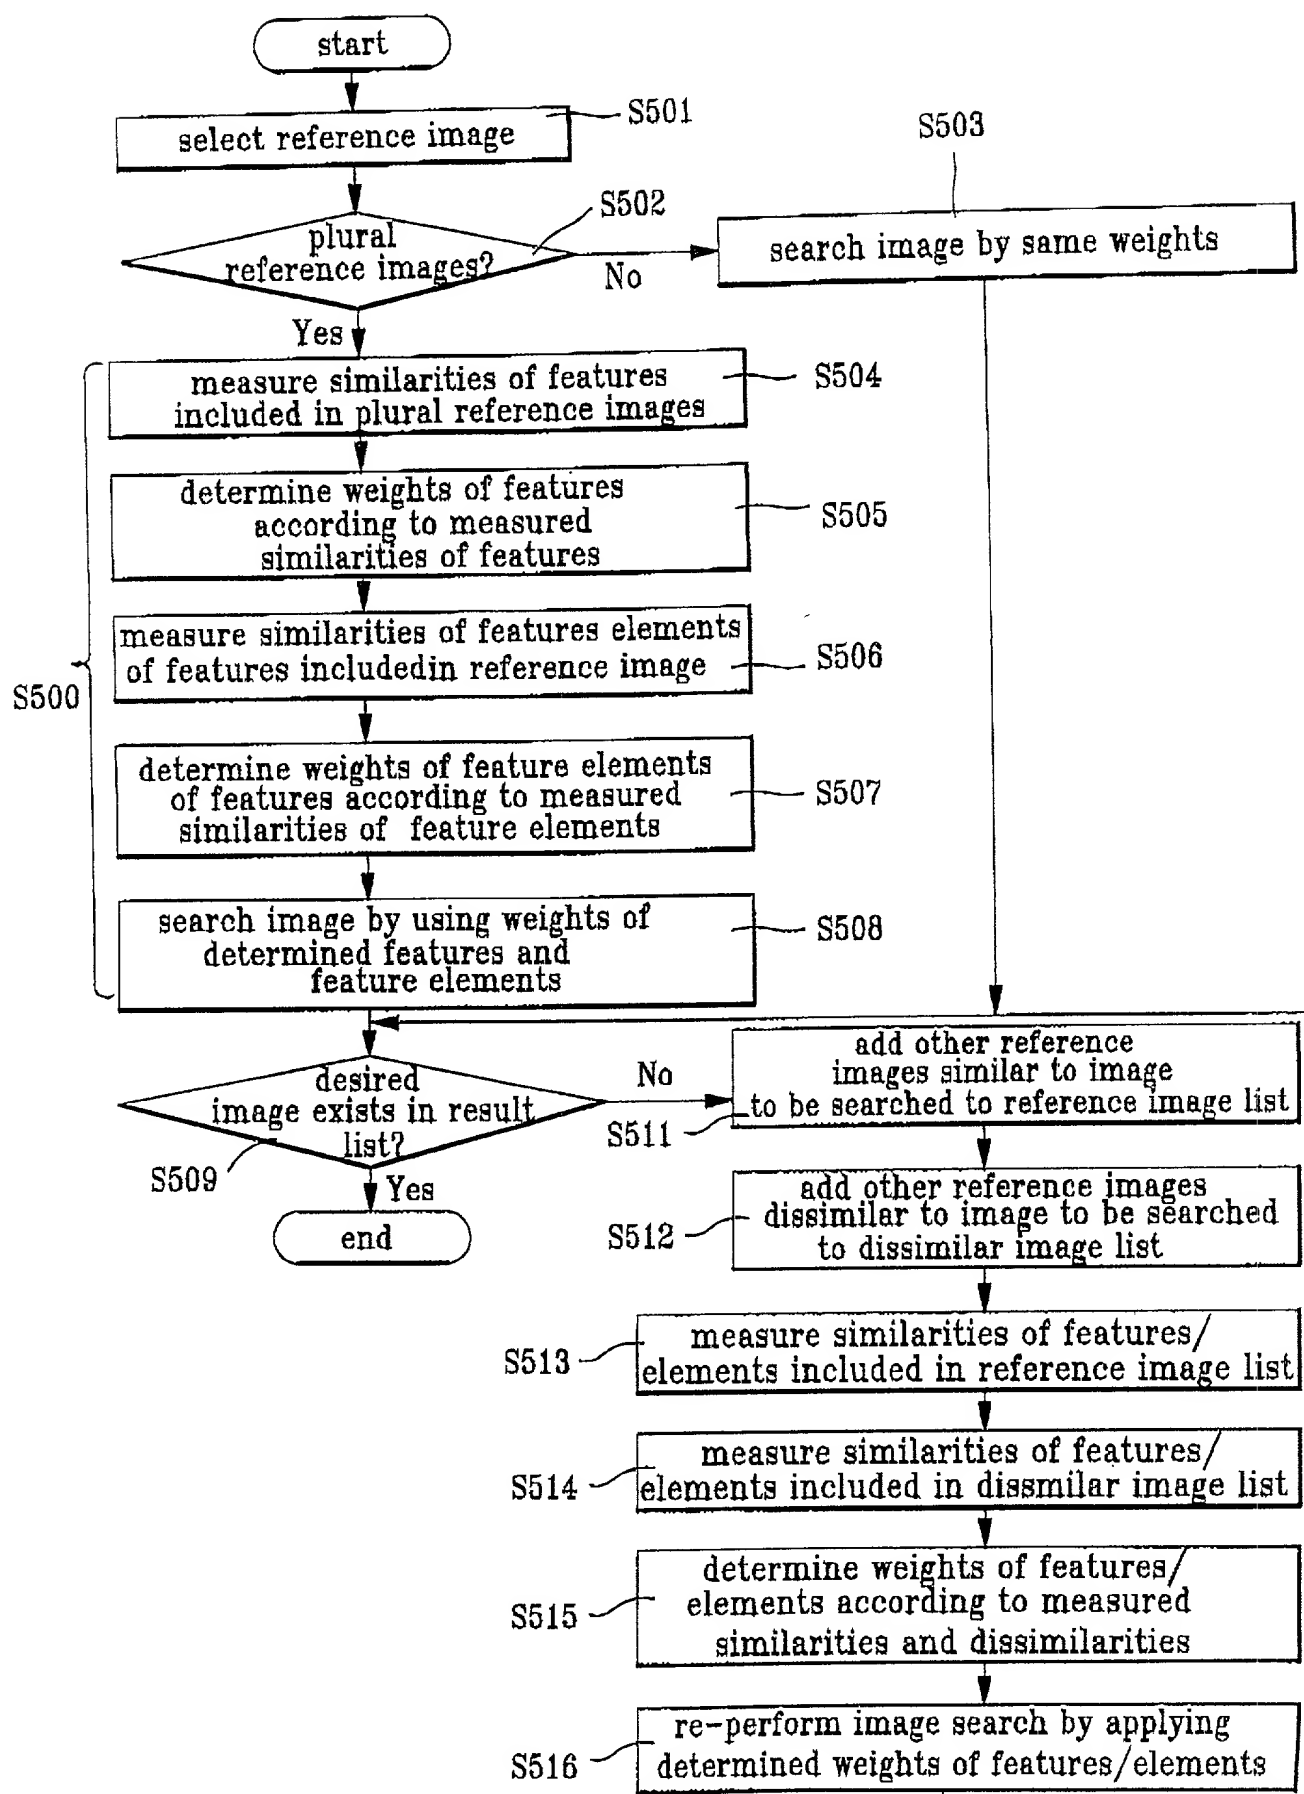 start
select reference image
S501
plural
reference images?
S502
No
search image by same weights
S503
Yes
measure similarities of features
included in plural reference images
S504
determine weights of features
according to measured
similarities of features
S505
measure similarities of features elements
of features includedin reference image
S506
S500
determine weights of feature elements
of features according to measured
similarities of feature elements
S507
search image by using weights of
determined features and
feature elements
S508
desired
image exists in result
list?
S509
No
Yes
end
add other reference
images similar to image
to be searched to reference image list
S511
add other reference images
dissimilar to image to be searched
to dissimilar image list
S512
measure similarities of features/
elements included in reference image list
S513
measure similarities of features/
elements included in dissmilar image list
S514
determine weights of features/
elements according to measured
similarities and dissimilarities
S515
re-perform image search by applying
determined weights of features/elements
S516